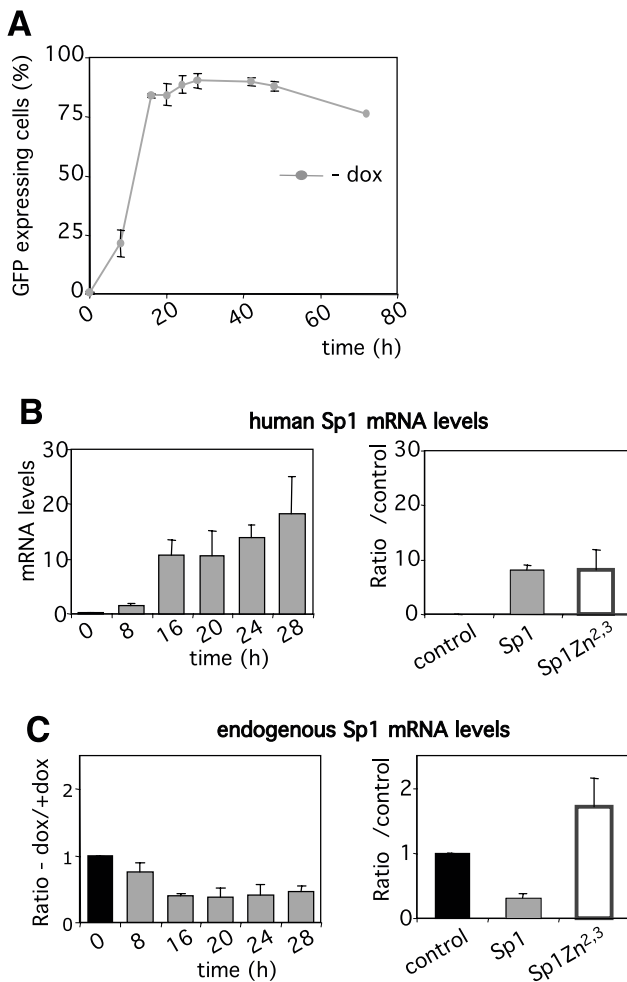 A
GFP expressing cells (%)
100
75
50
25
0
- dox
0 20 40 60 80
time (h)
B
human Sp1 mRNA levels
mRNA levels
30
20
10
0
0 8 16 20 24 28
time (h)
Ratio /control
30
20
10
0
control Sp1 Sp1Zn2,3
C
endogenous Sp1 mRNA levels
Ratio - dox/+dox
2
1
0
0 8 16 20 24 28
time (h)
Ratio /control
2
1
0
control Sp1 Sp1Zn2,3